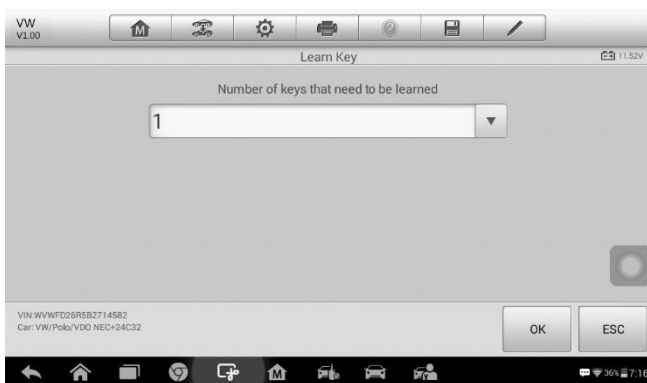 VW
V1.00
M
Learn Key
11.52V
Number of keys that need to be learned
1
VIN:WVWFD26R5B2714582
Car: VW/Polo/VDO NEC+24C32
OK
ESC
M
36% 7:16